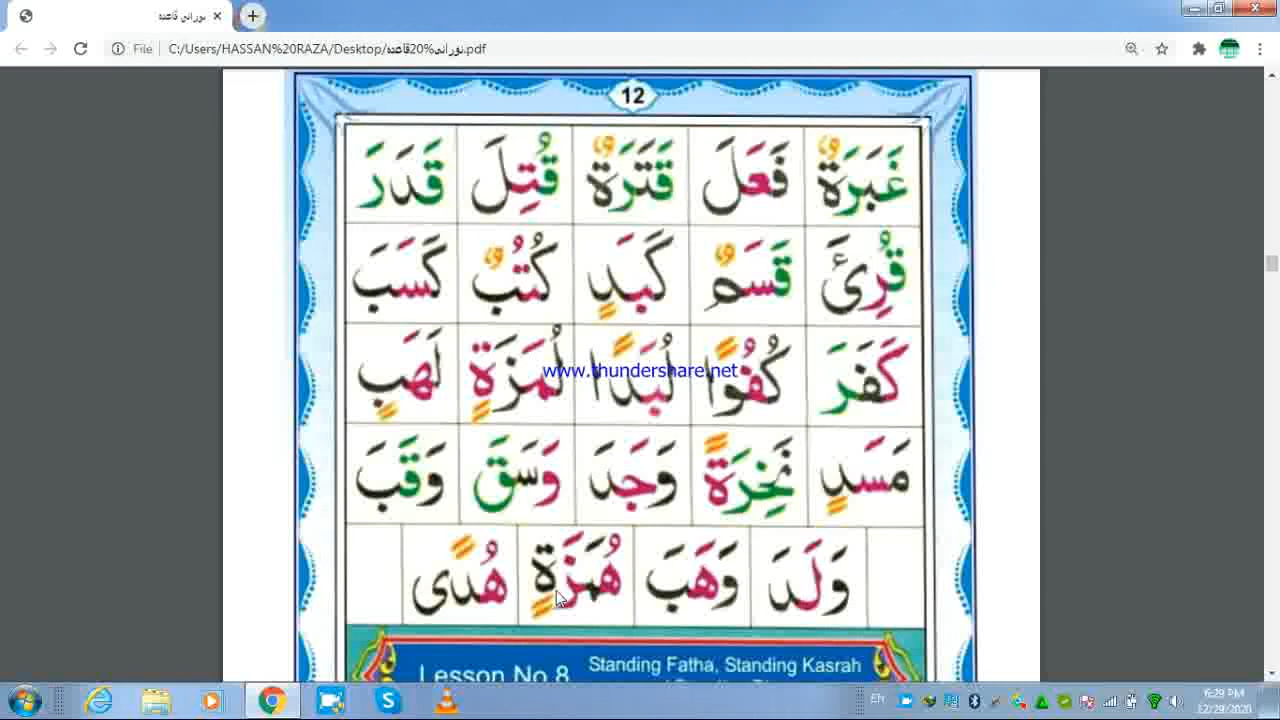 نورانی قاعدہ
File C:/Users/HASSAN%20RAZA/Desktop/نورانی%20قاعدہ.pdf
12
غَبَرَةٌ فَعَلَ قَتَرَةٌ قُتِلَ قَدَرَ
قُرِئَ قَسَمٌ كَبَدٍ كُتُبٌ كَسَبَ
كَفَرَ كُفُوًا لُبَدًا لُمَزَةٍ لَهَبٍ
www.thundershare.net
مَسَدٍ نَخِرَةً وَجَدَ وَسَقَ وَقَبَ
وَلَدَ وَهَبَ هُمَزَةٍ هُدًى
Lesson No.8 Standing Fatha, Standing Kasrah
EN 6:29 PM
12/29/2020